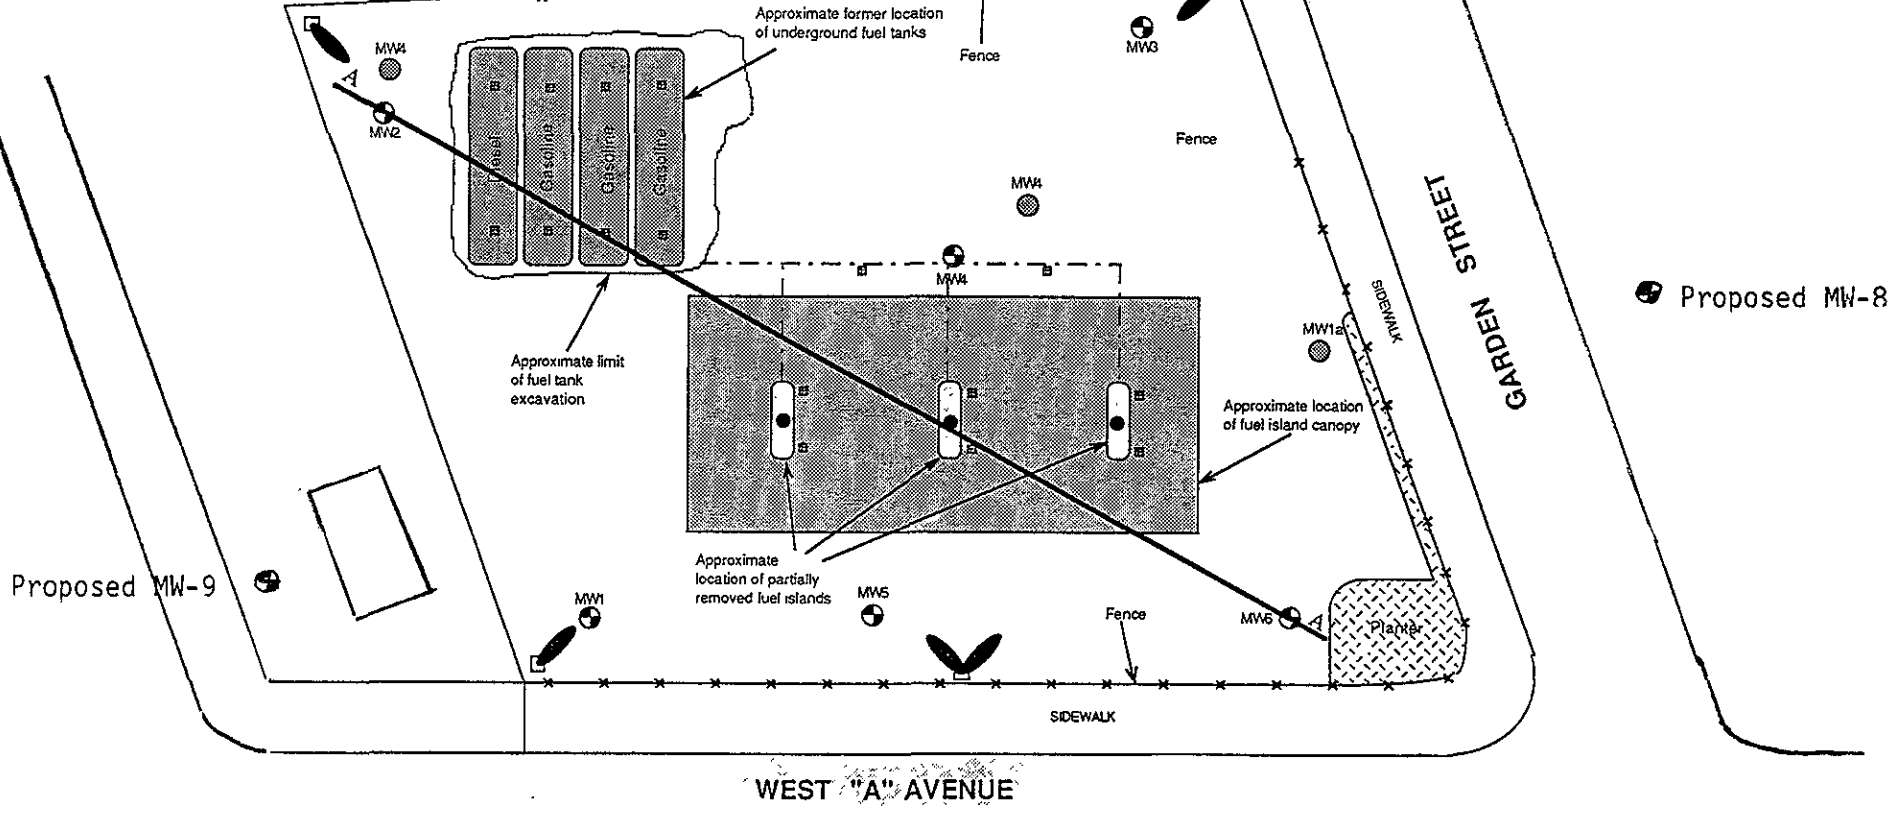 Approximate former location
of underground fuel tanks
Fence
MW3
MW4
A
MW2
Diesel
Gasoline
Gasoline
Gasoline
Fence
MW4
MW4
GARDEN STREET
SIDEWALK
Proposed MW-8
MW1a
Approximate limit
of fuel tank
excavation
Approximate location
of fuel island canopy
Approximate
location of partially
removed fuel islands
Proposed MW-9
MW1
MW5
Fence
MW6
A
Planter
SIDEWALK
WEST "A" AVENUE